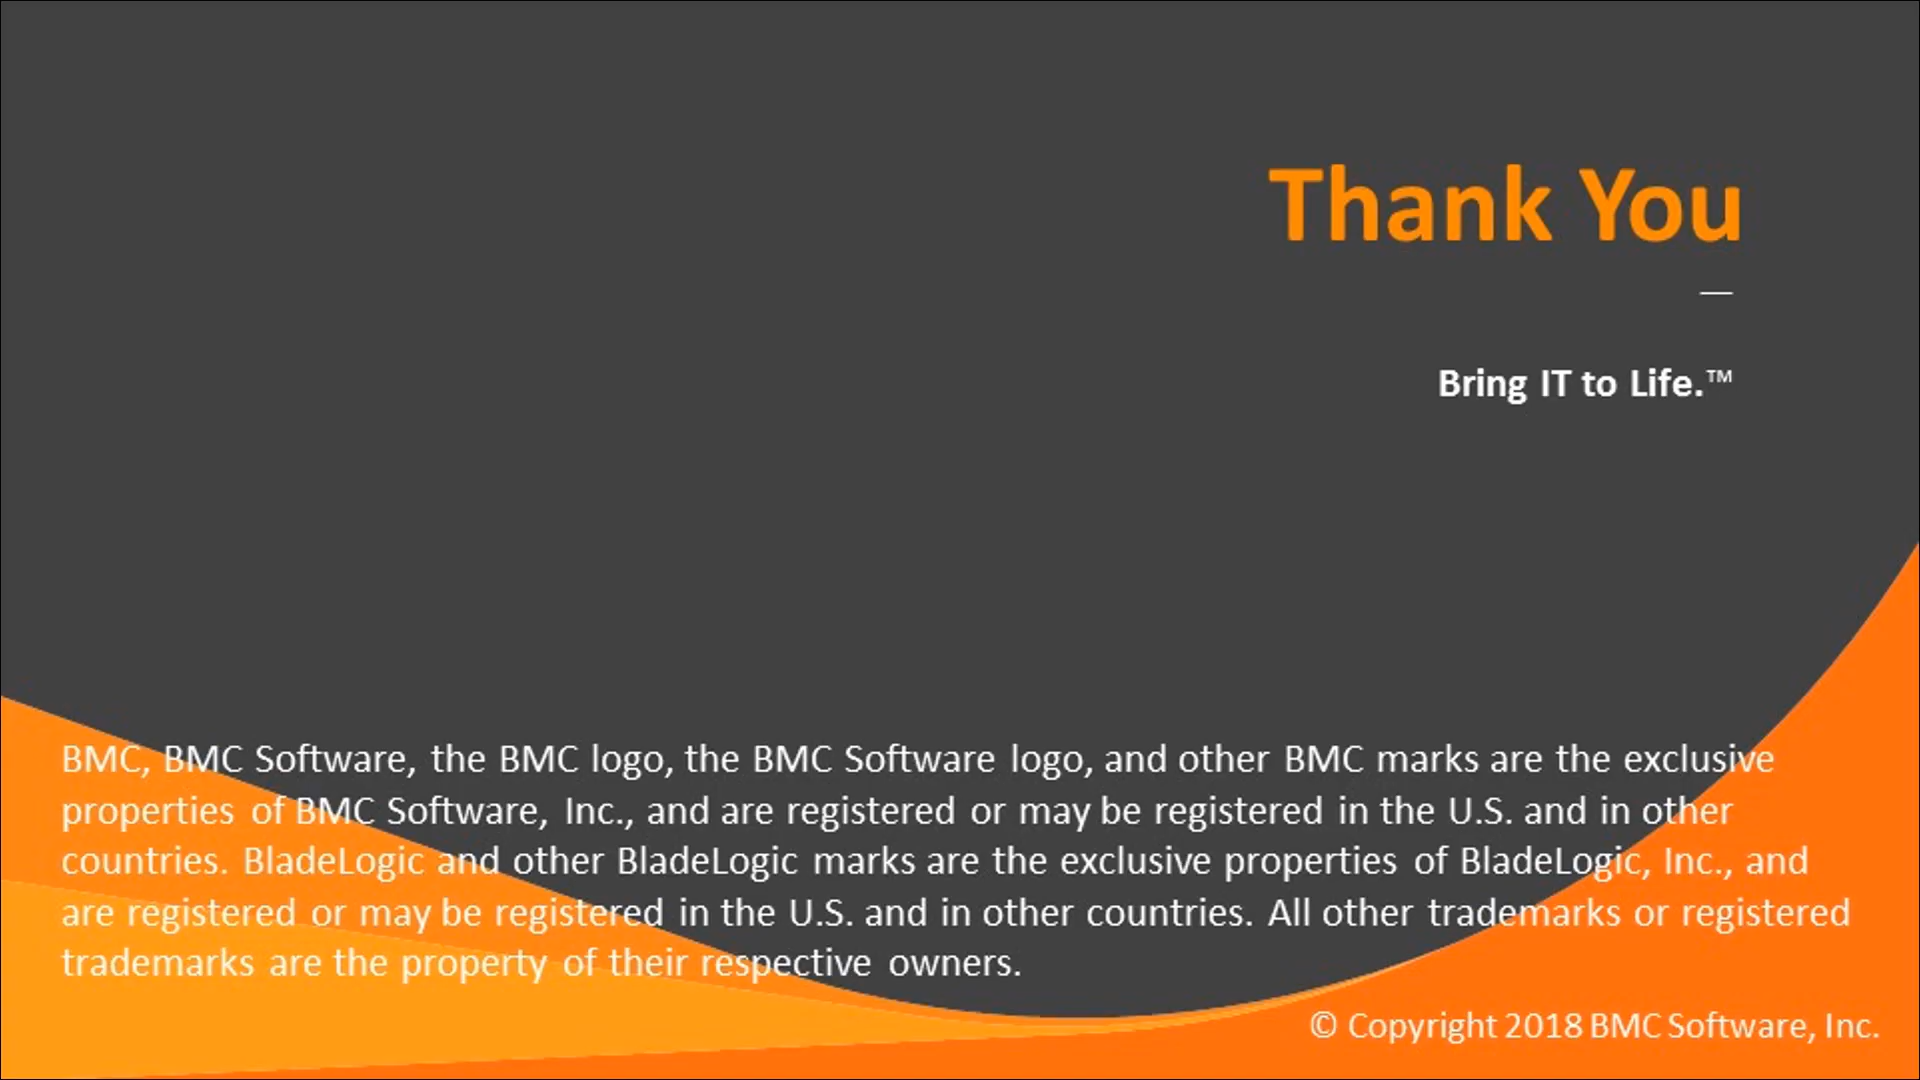 Thank You
—
Bring IT to Life.™
BMC, BMC Software, the BMC logo, the BMC Software logo, and other BMC marks are the exclusive
properties of BMC Software, Inc., and are registered or may be registered in the U.S. and in other
countries. BladeLogic and other BladeLogic marks are the exclusive properties of BladeLogic, Inc., and
are registered or may be registered in the U.S. and in other countries. All other trademarks or registered
trademarks are the property of their respective owners.
© Copyright 2018 BMC Software, Inc.